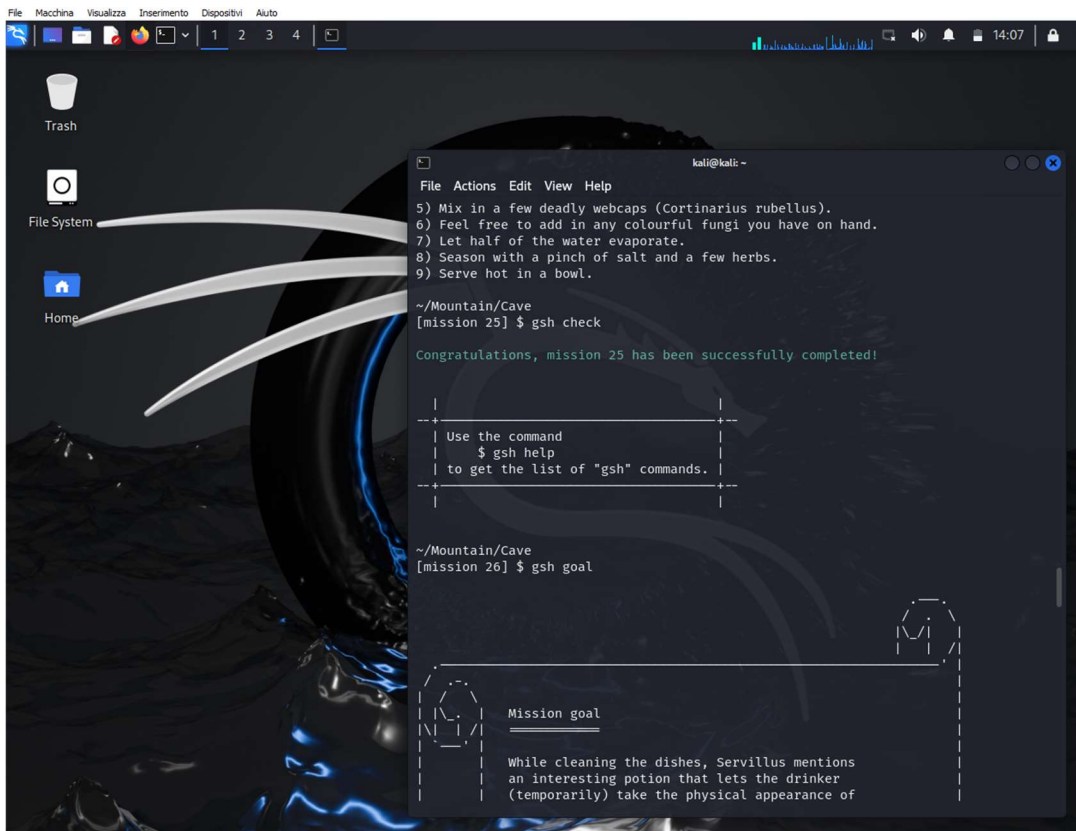 File Macchina Visualizza Inserimento Dispositivi Aiuto
1 2 3 4 14:07
Trash
File System
Home
kali@kali: ~
File Actions Edit View Help
5) Mix in a few deadly webcaps (Cortinarius rubellus).
6) Feel free to add in any colourful fungi you have on hand.
7) Let half of the water evaporate.
8) Season with a pinch of salt and a few herbs.
9) Serve hot in a bowl.
~/Mountain/Cave
[mission 25] $ gsh check
Congratulations, mission 25 has been successfully completed!
Use the command
$ gsh help
to get the list of "gsh" commands.
~/Mountain/Cave
[mission 26] $ gsh goal
Mission goal
While cleaning the dishes, Servillus mentions
an interesting potion that lets the drinker
(temporarily) take the physical appearance of